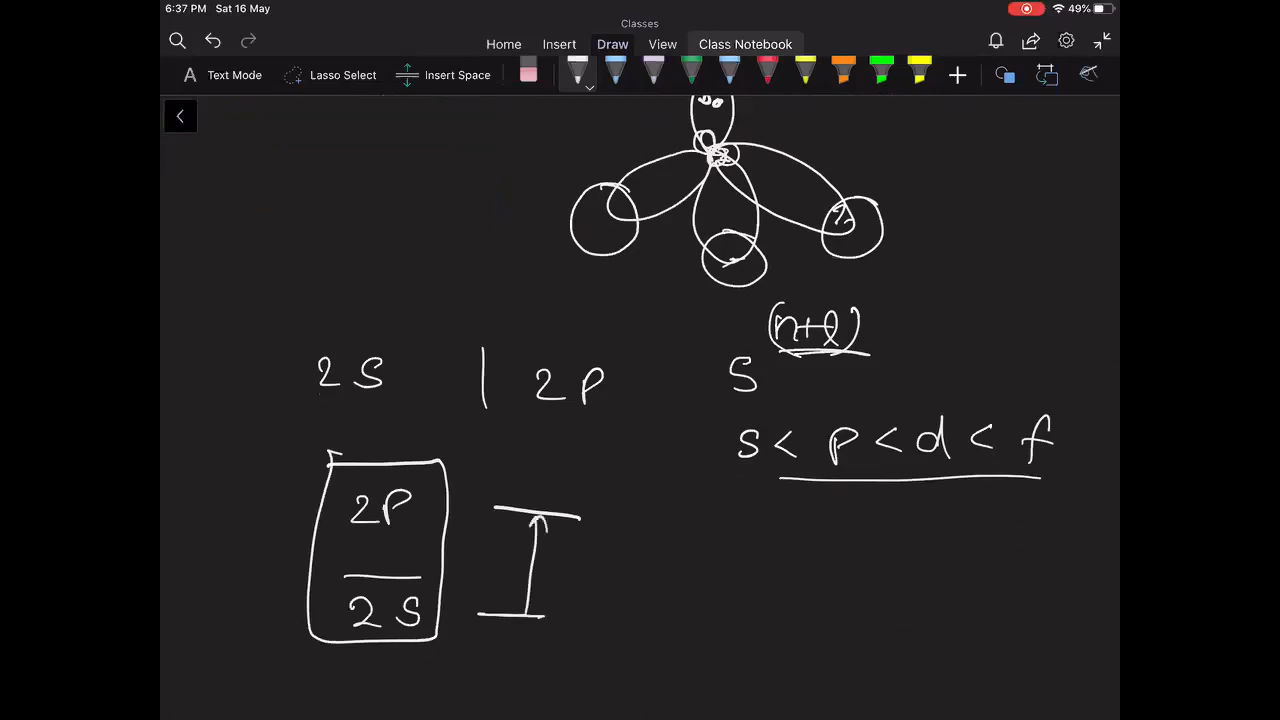 6:37 PM Sat 16 May 49%
Classes
Home Insert Draw View Class Notebook
A Text Mode Lasso Select Insert Space
(n+l)
2S | 2P S
s < p < d < f
2P
2S